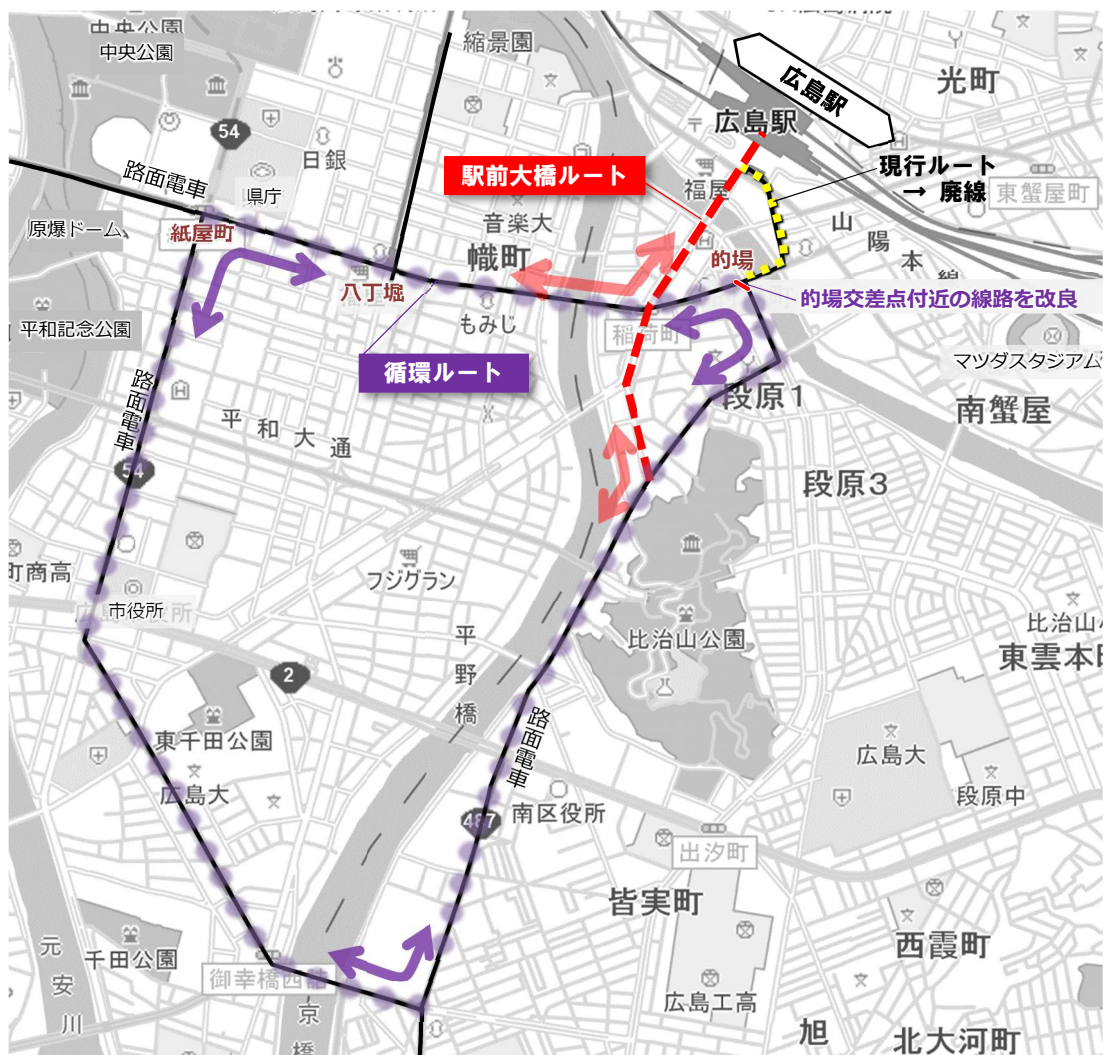 中央公園
縮景園
光町
広島駅
広島駅
54
日銀
路面電車
県庁
駅前大橋ルート
福屋
現行ルート
→ 廃線
東蟹屋町
音楽大
原爆ドーム
紙屋町
幟町
的場
山陽本線
八丁堀
もみじ
稲荷町
的場交差点付近の線路を改良
平和記念公園
循環ルート
マツダスタジアム
段原1
南蟹屋
路面電車
平和大通
54
段原3
町商高
フジグラン
市役所
比治山公園
平野橋
2
東雲本町
路面電車
東千田公園
広島大
広島大
段原中
南区役所
487
出汐町
皆実町
西霞町
千田公園
御幸橋西詰
元安川
京橋
広島工高
旭
北大河町